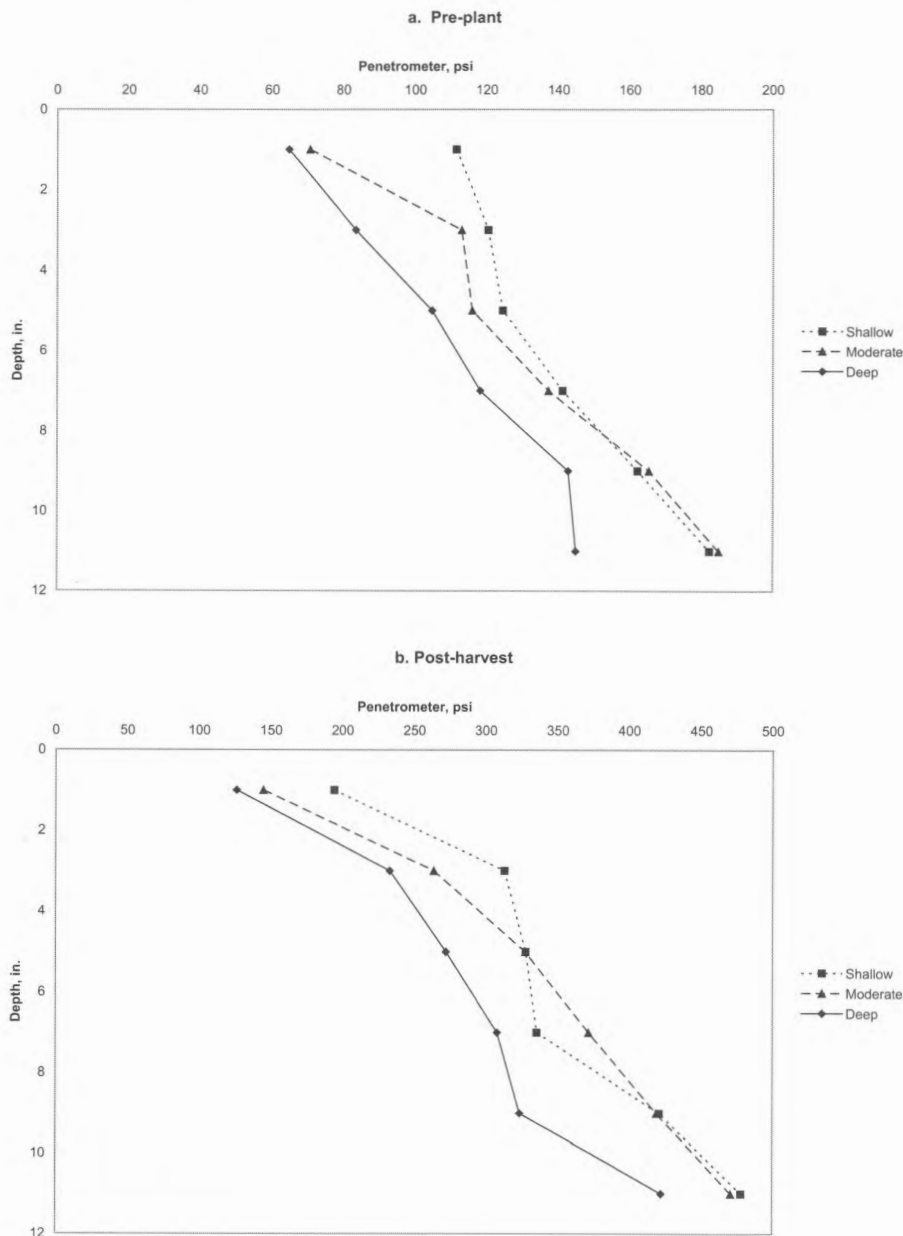 a. Pre-plant
Penetrometer, psi
0 20 40 60 80 100 120 140 160 180 200
0
2
4
6
8
10
12
Depth, in.
Shallow
Moderate
Deep
b. Post-harvest
Penetrometer, psi
0 50 100 150 200 250 300 350 400 450 500
0
2
4
6
8
10
12
Depth, in.
Shallow
Moderate
Deep